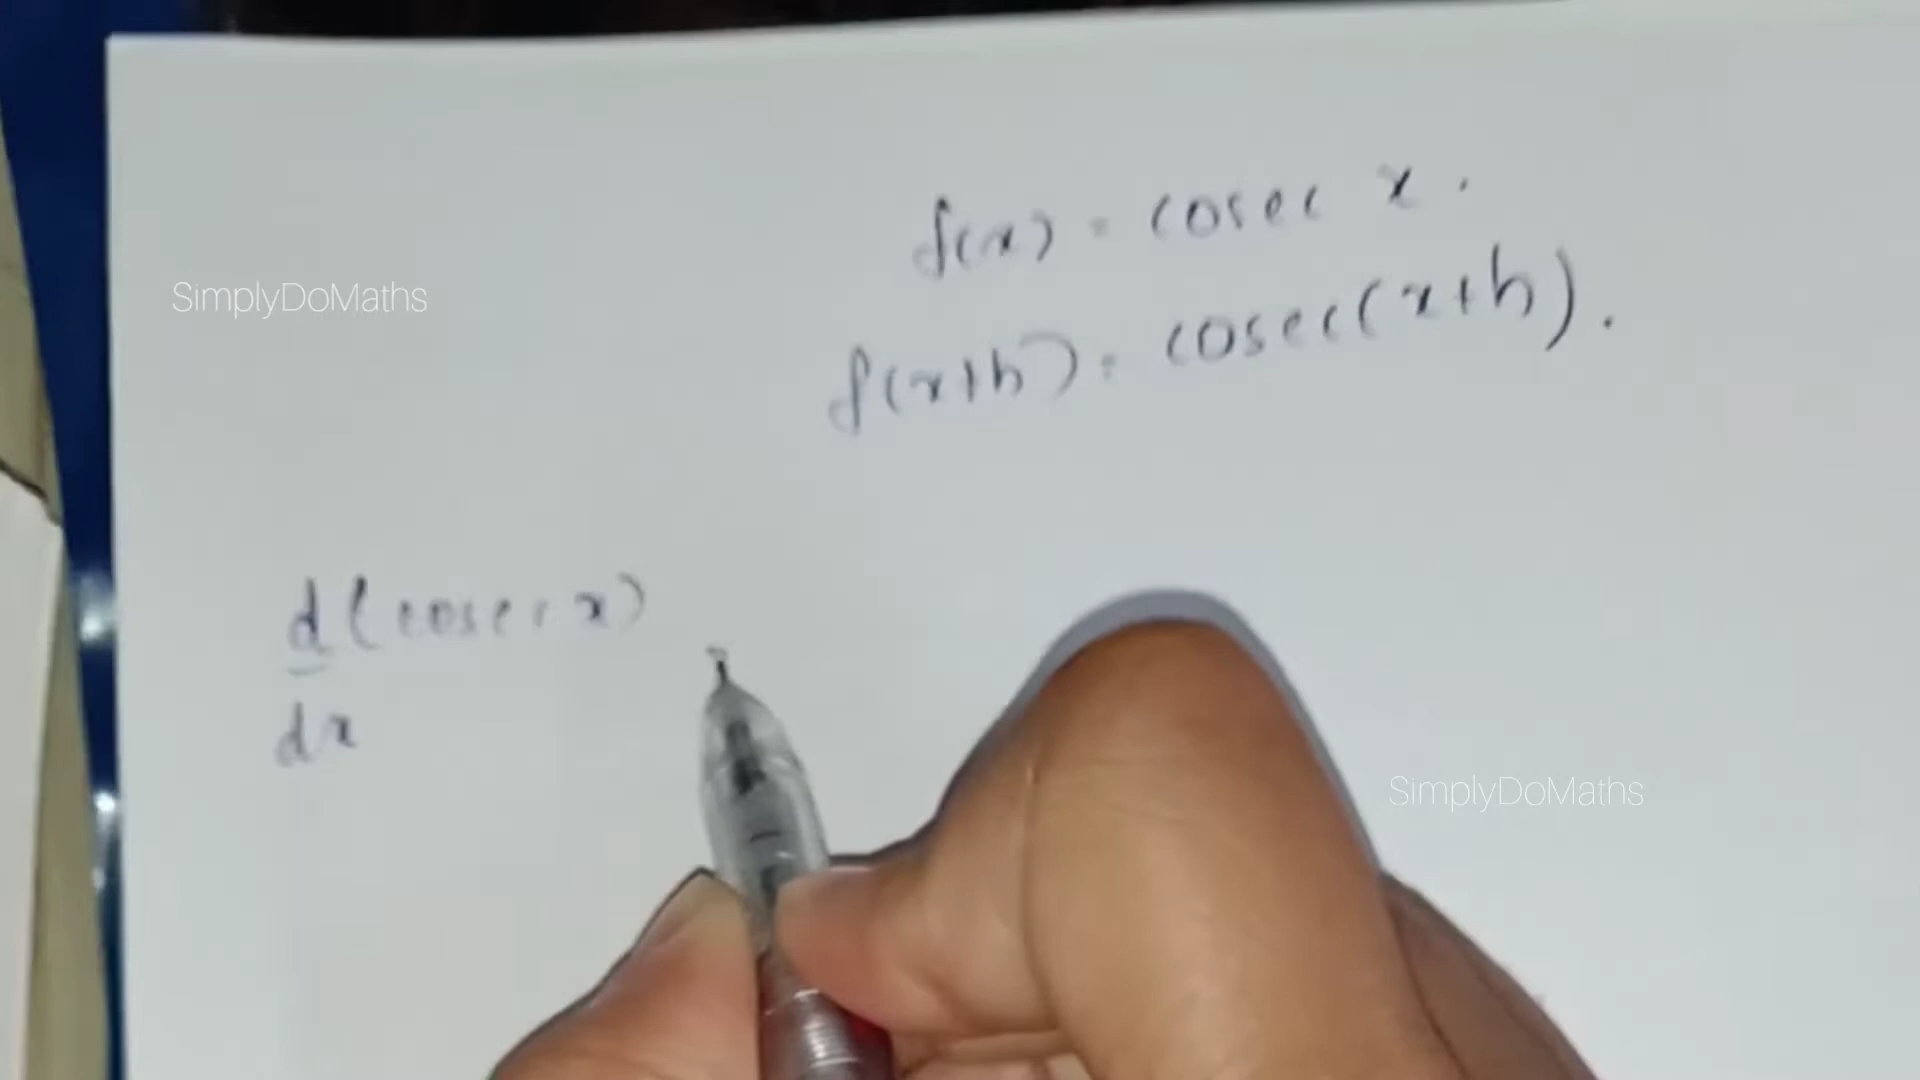 f(x) = cosec x .
SimplyDoMaths
f(x+h) = cosec(x+h) .
d(cosec x)
dx
SimplyDoMaths